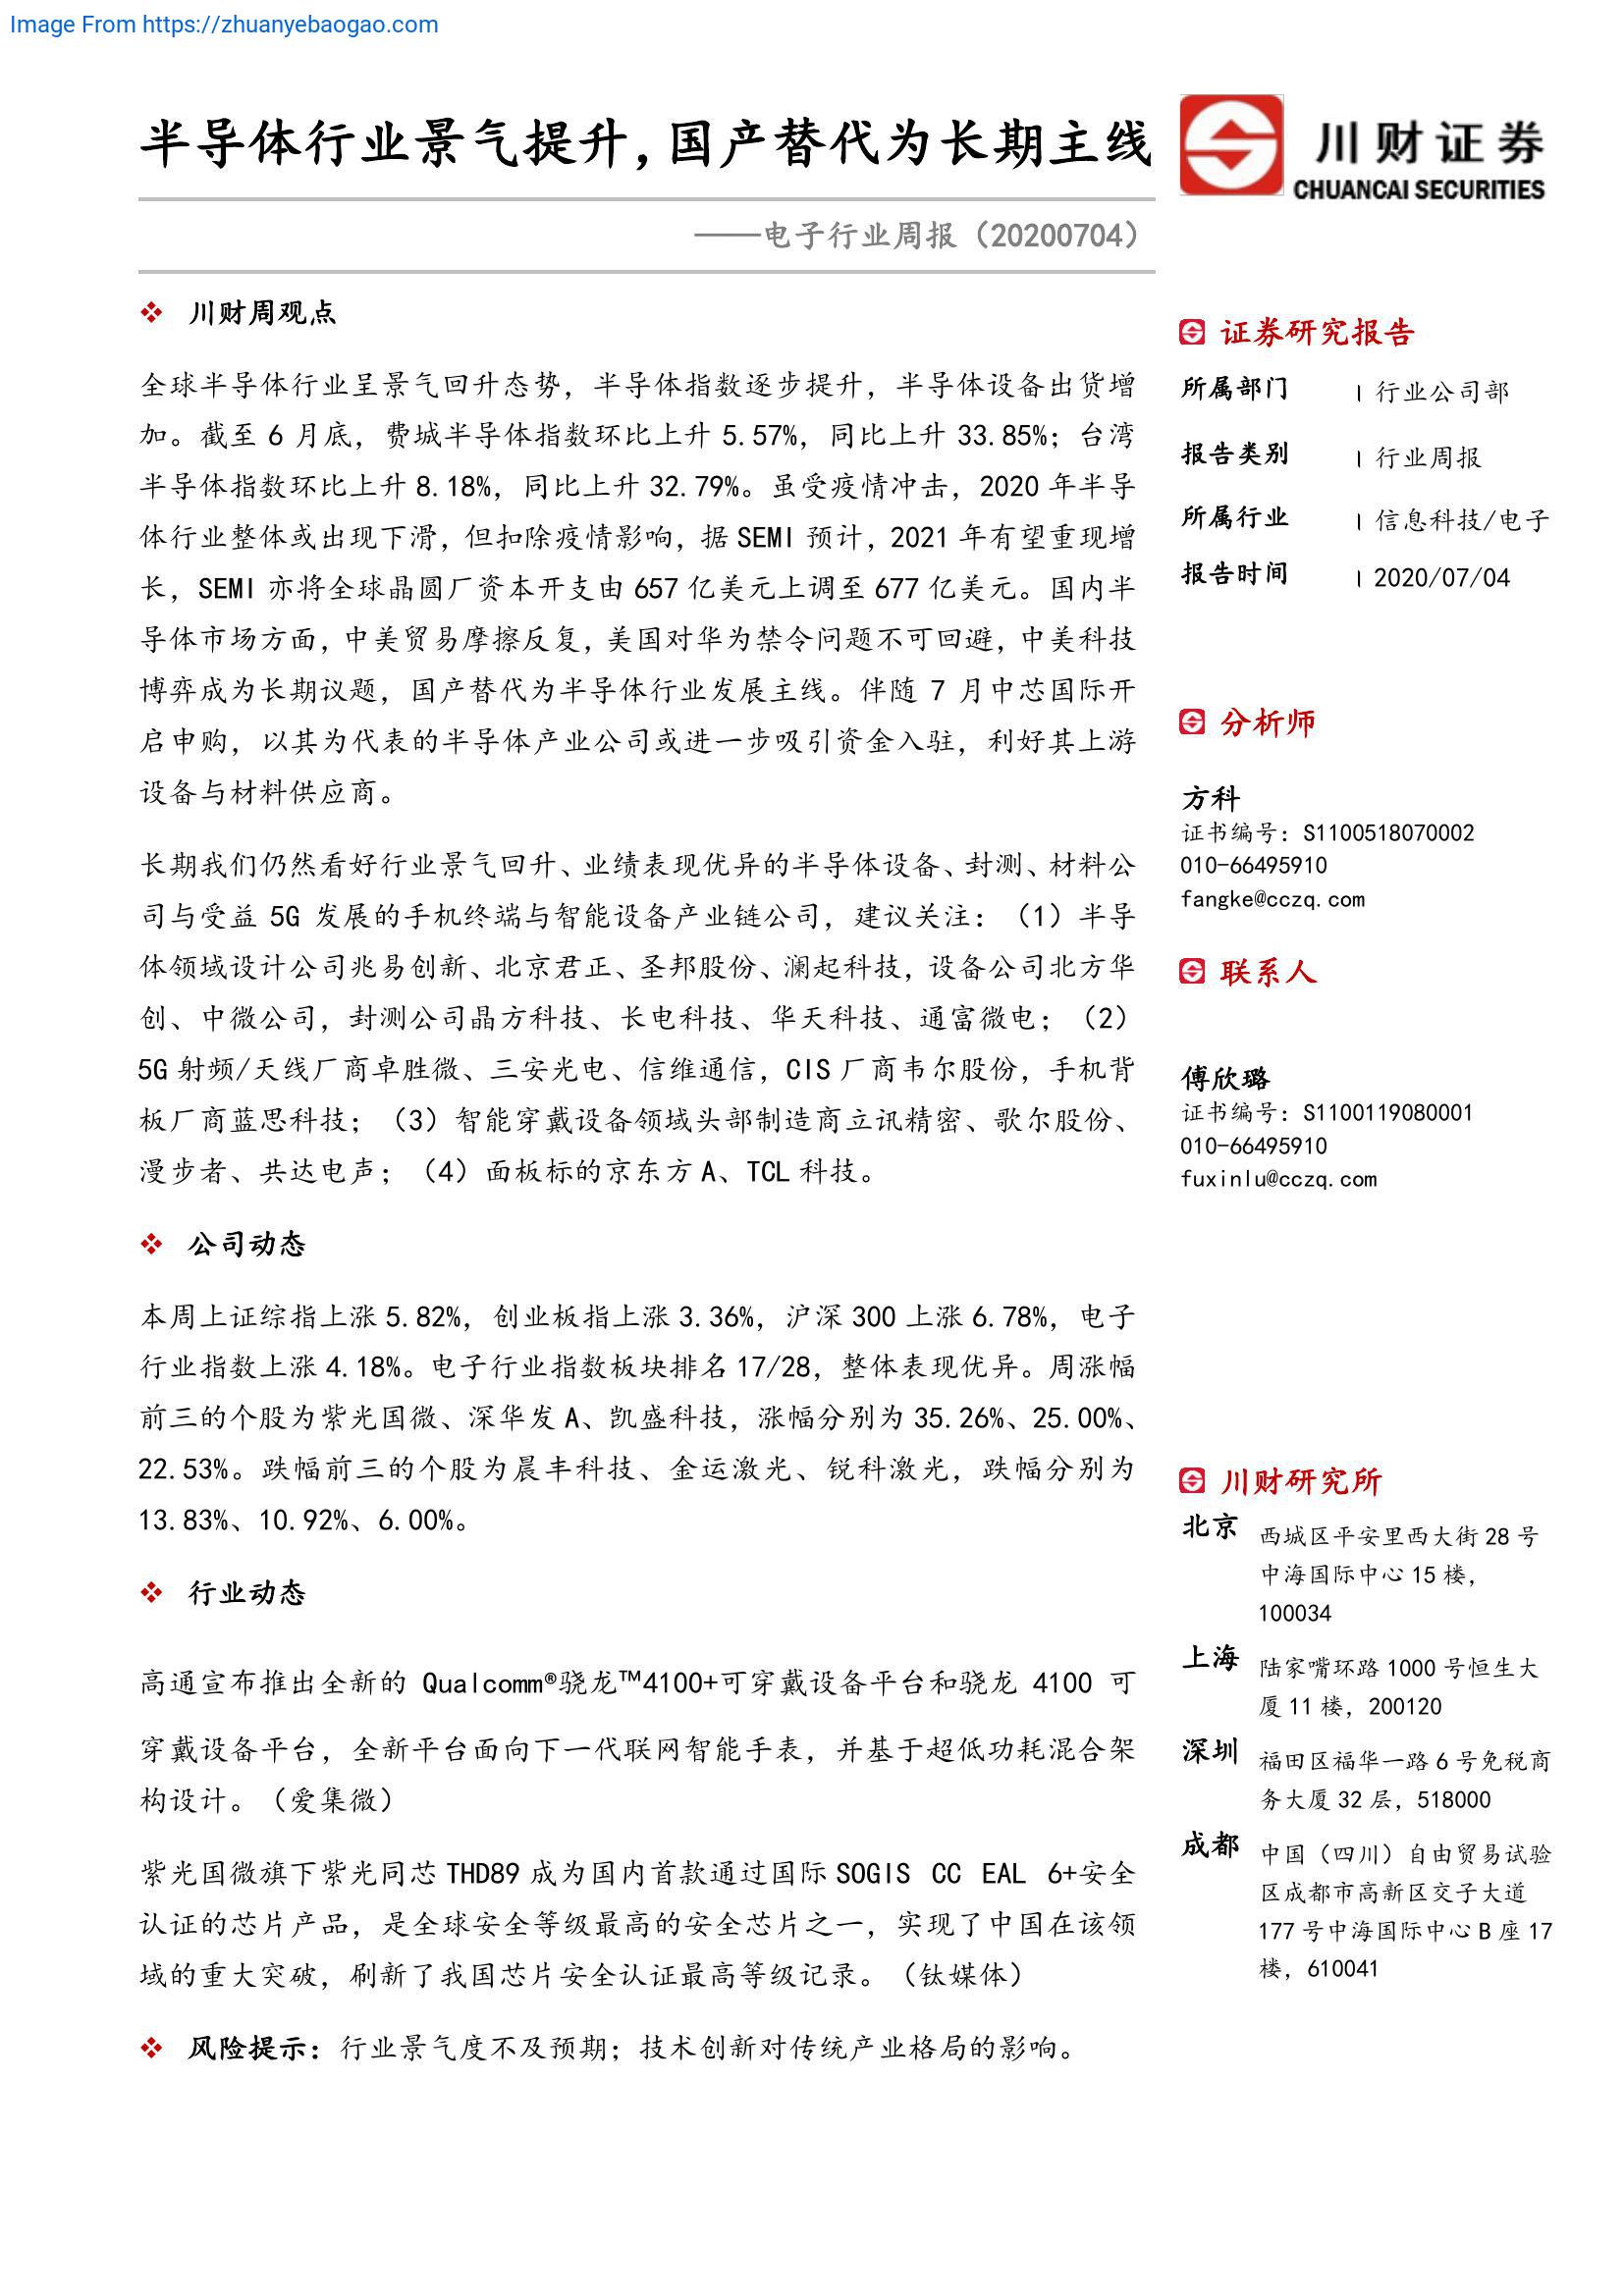 Image From https://zhuanyebaogao.com
半导体行业景气提升，国产替代为长期主线
——电子行业周报（20200704）
川财证券
CHUANCAI SECURITIES
川财周观点
全球半导体行业呈景气回升态势，半导体指数逐步提升，半导体设备出货增
加。截至 6 月底，费城半导体指数环比上升 5.57%，同比上升 33.85%；台湾
半导体指数环比上升 8.18%，同比上升 32.79%。虽受疫情冲击，2020 年半导
体行业整体或出现下滑，但扣除疫情影响，据 SEMI 预计，2021 年有望重现增
长，SEMI 亦将全球晶圆厂资本开支由 657 亿美元上调至 677 亿美元。国内半
导体市场方面，中美贸易摩擦反复，美国对华为禁令问题不可回避，中美科技
博弈成为长期议题，国产替代为半导体行业发展主线。伴随 7 月中芯国际开
启申购，以其为代表的半导体产业公司或进一步吸引资金入驻，利好其上游
设备与材料供应商。
长期我们仍然看好行业景气回升、业绩表现优异的半导体设备、封测、材料公
司与受益 5G 发展的手机终端与智能设备产业链公司，建议关注：（1）半导
体领域设计公司兆易创新、北京君正、圣邦股份、澜起科技，设备公司北方华
创、中微公司，封测公司晶方科技、长电科技、华天科技、通富微电；（2）
5G 射频/天线厂商卓胜微、三安光电、信维通信，CIS 厂商韦尔股份，手机背
板厂商蓝思科技；（3）智能穿戴设备领域头部制造商立讯精密、歌尔股份、
漫步者、共达电声；（4）面板标的京东方 A、TCL 科技。
公司动态
本周上证综指上涨 5.82%，创业板指上涨 3.36%，沪深 300 上涨 6.78%，电子
行业指数上涨 4.18%。电子行业指数板块排名 17/28，整体表现优异。周涨幅
前三的个股为紫光国微、深华发 A、凯盛科技，涨幅分别为 35.26%、25.00%、
22.53%。跌幅前三的个股为晨丰科技、金运激光、锐科激光，跌幅分别为
13.83%、10.92%、6.00%。
行业动态
高通宣布推出全新的 Qualcomm®骁龙™4100+可穿戴设备平台和骁龙 4100 可
穿戴设备平台，全新平台面向下一代联网智能手表，并基于超低功耗混合架
构设计。（爱集微）
紫光国微旗下紫光同芯 THD89 成为国内首款通过国际 SOGIS CC EAL 6+安全
认证的芯片产品，是全球安全等级最高的安全芯片之一，实现了中国在该领
域的重大突破，刷新了我国芯片安全认证最高等级记录。（钛媒体）
风险提示：行业景气度不及预期；技术创新对传统产业格局的影响。
证券研究报告
所属部门 | 行业公司部
报告类别 | 行业周报
所属行业 | 信息科技/电子
报告时间 | 2020/07/04
分析师
方科
证书编号：S1100518070002
010-66495910
fangke@cczq.com
联系人
傅欣璐
证书编号：S1100119080001
010-66495910
fuxinlu@cczq.com
川财研究所
北京 西城区平安里西大街 28 号
中海国际中心 15 楼，
100034
上海 陆家嘴环路 1000 号恒生大
厦 11 楼，200120
深圳 福田区福华一路 6 号免税商
务大厦 32 层，518000
成都 中国（四川）自由贸易试验
区成都市高新区交子大道
177 号中海国际中心 B 座 17
楼，610041